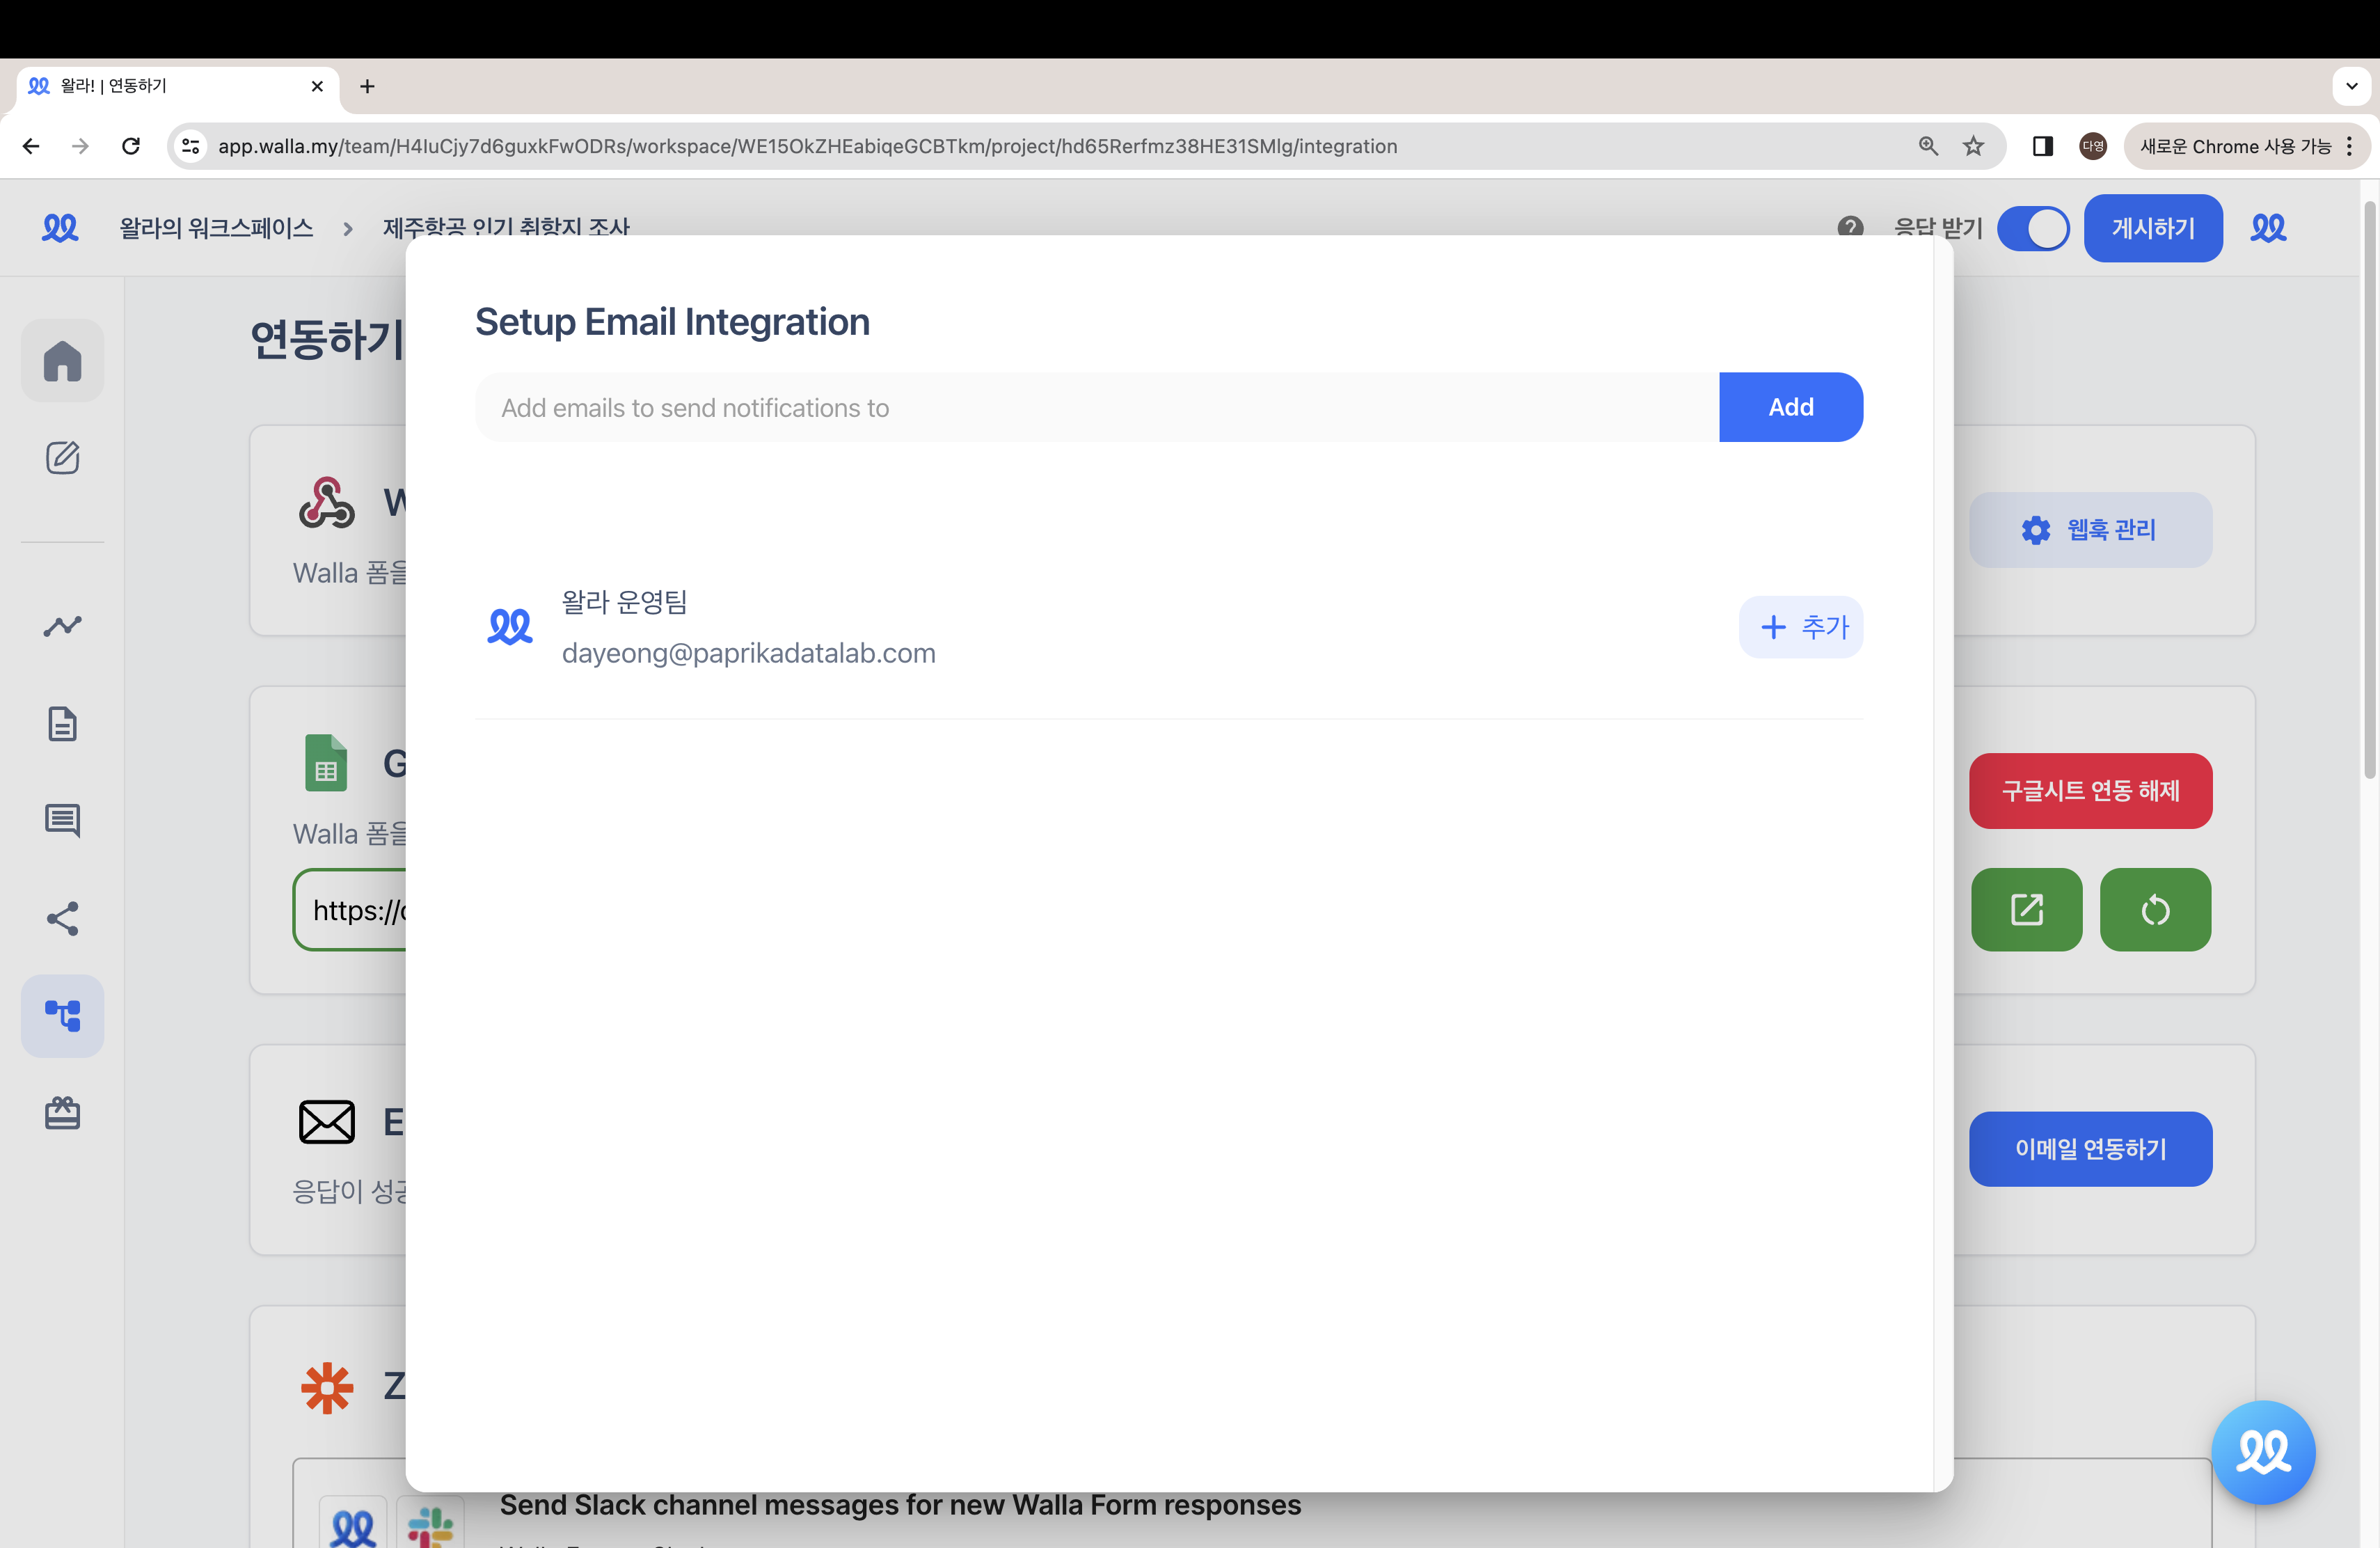 왈라! | 연동하기
app.walla.my/team/H4IuCjy7d6guxkFwODRs/workspace/WE15OkZHEabiqeGCBTkm/project/hd65Rerfmz38HE31SMlg/integration
다영
새로운 Chrome 사용 가능
왈라의 워크스페이스 > 제주항공 인기 취항지 조사
응답 받기
게시하기
연동하기
Setup Email Integration
Add emails to send notifications to
Add
W
Walla 폼을
웹훅 관리
왈라 운영팀
dayeong@paprikadatalab.com
+ 추가
G
Walla 폼을
https://
구글시트 연동 해제
E
응답이 성공
이메일 연동하기
Z
Send Slack channel messages for new Walla Form responses